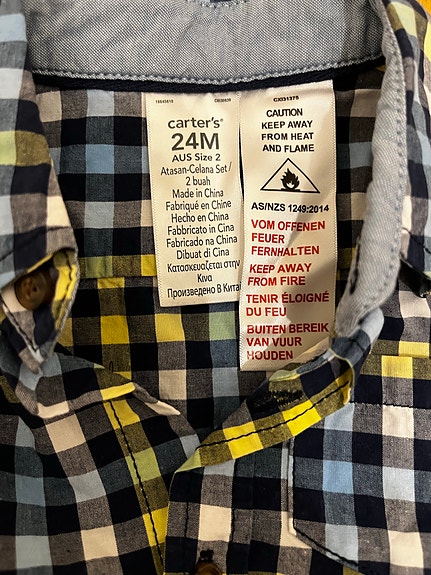 carter's®
24M
AUS Size 2
Atasan-Celana Set /
2 buah
Made in China
Fabriqué en Chine
Hecho en China
Fabbricato in Cina
Fabricado na China
Dibuat di Cina
Κατασκευάζεται στην
Κινα
Произведено В Кита
CAUTION
KEEP AWAY
FROM HEAT
AND FLAME
AS/NZS 1249:2014
VOM OFFENEN
FEUER
FERNHALTEN
KEEP AWAY
FROM FIRE
TENIR ÉLOIGNÉ
DU FEU
BUITEN BEREIK
VAN VUUR
HOUDEN